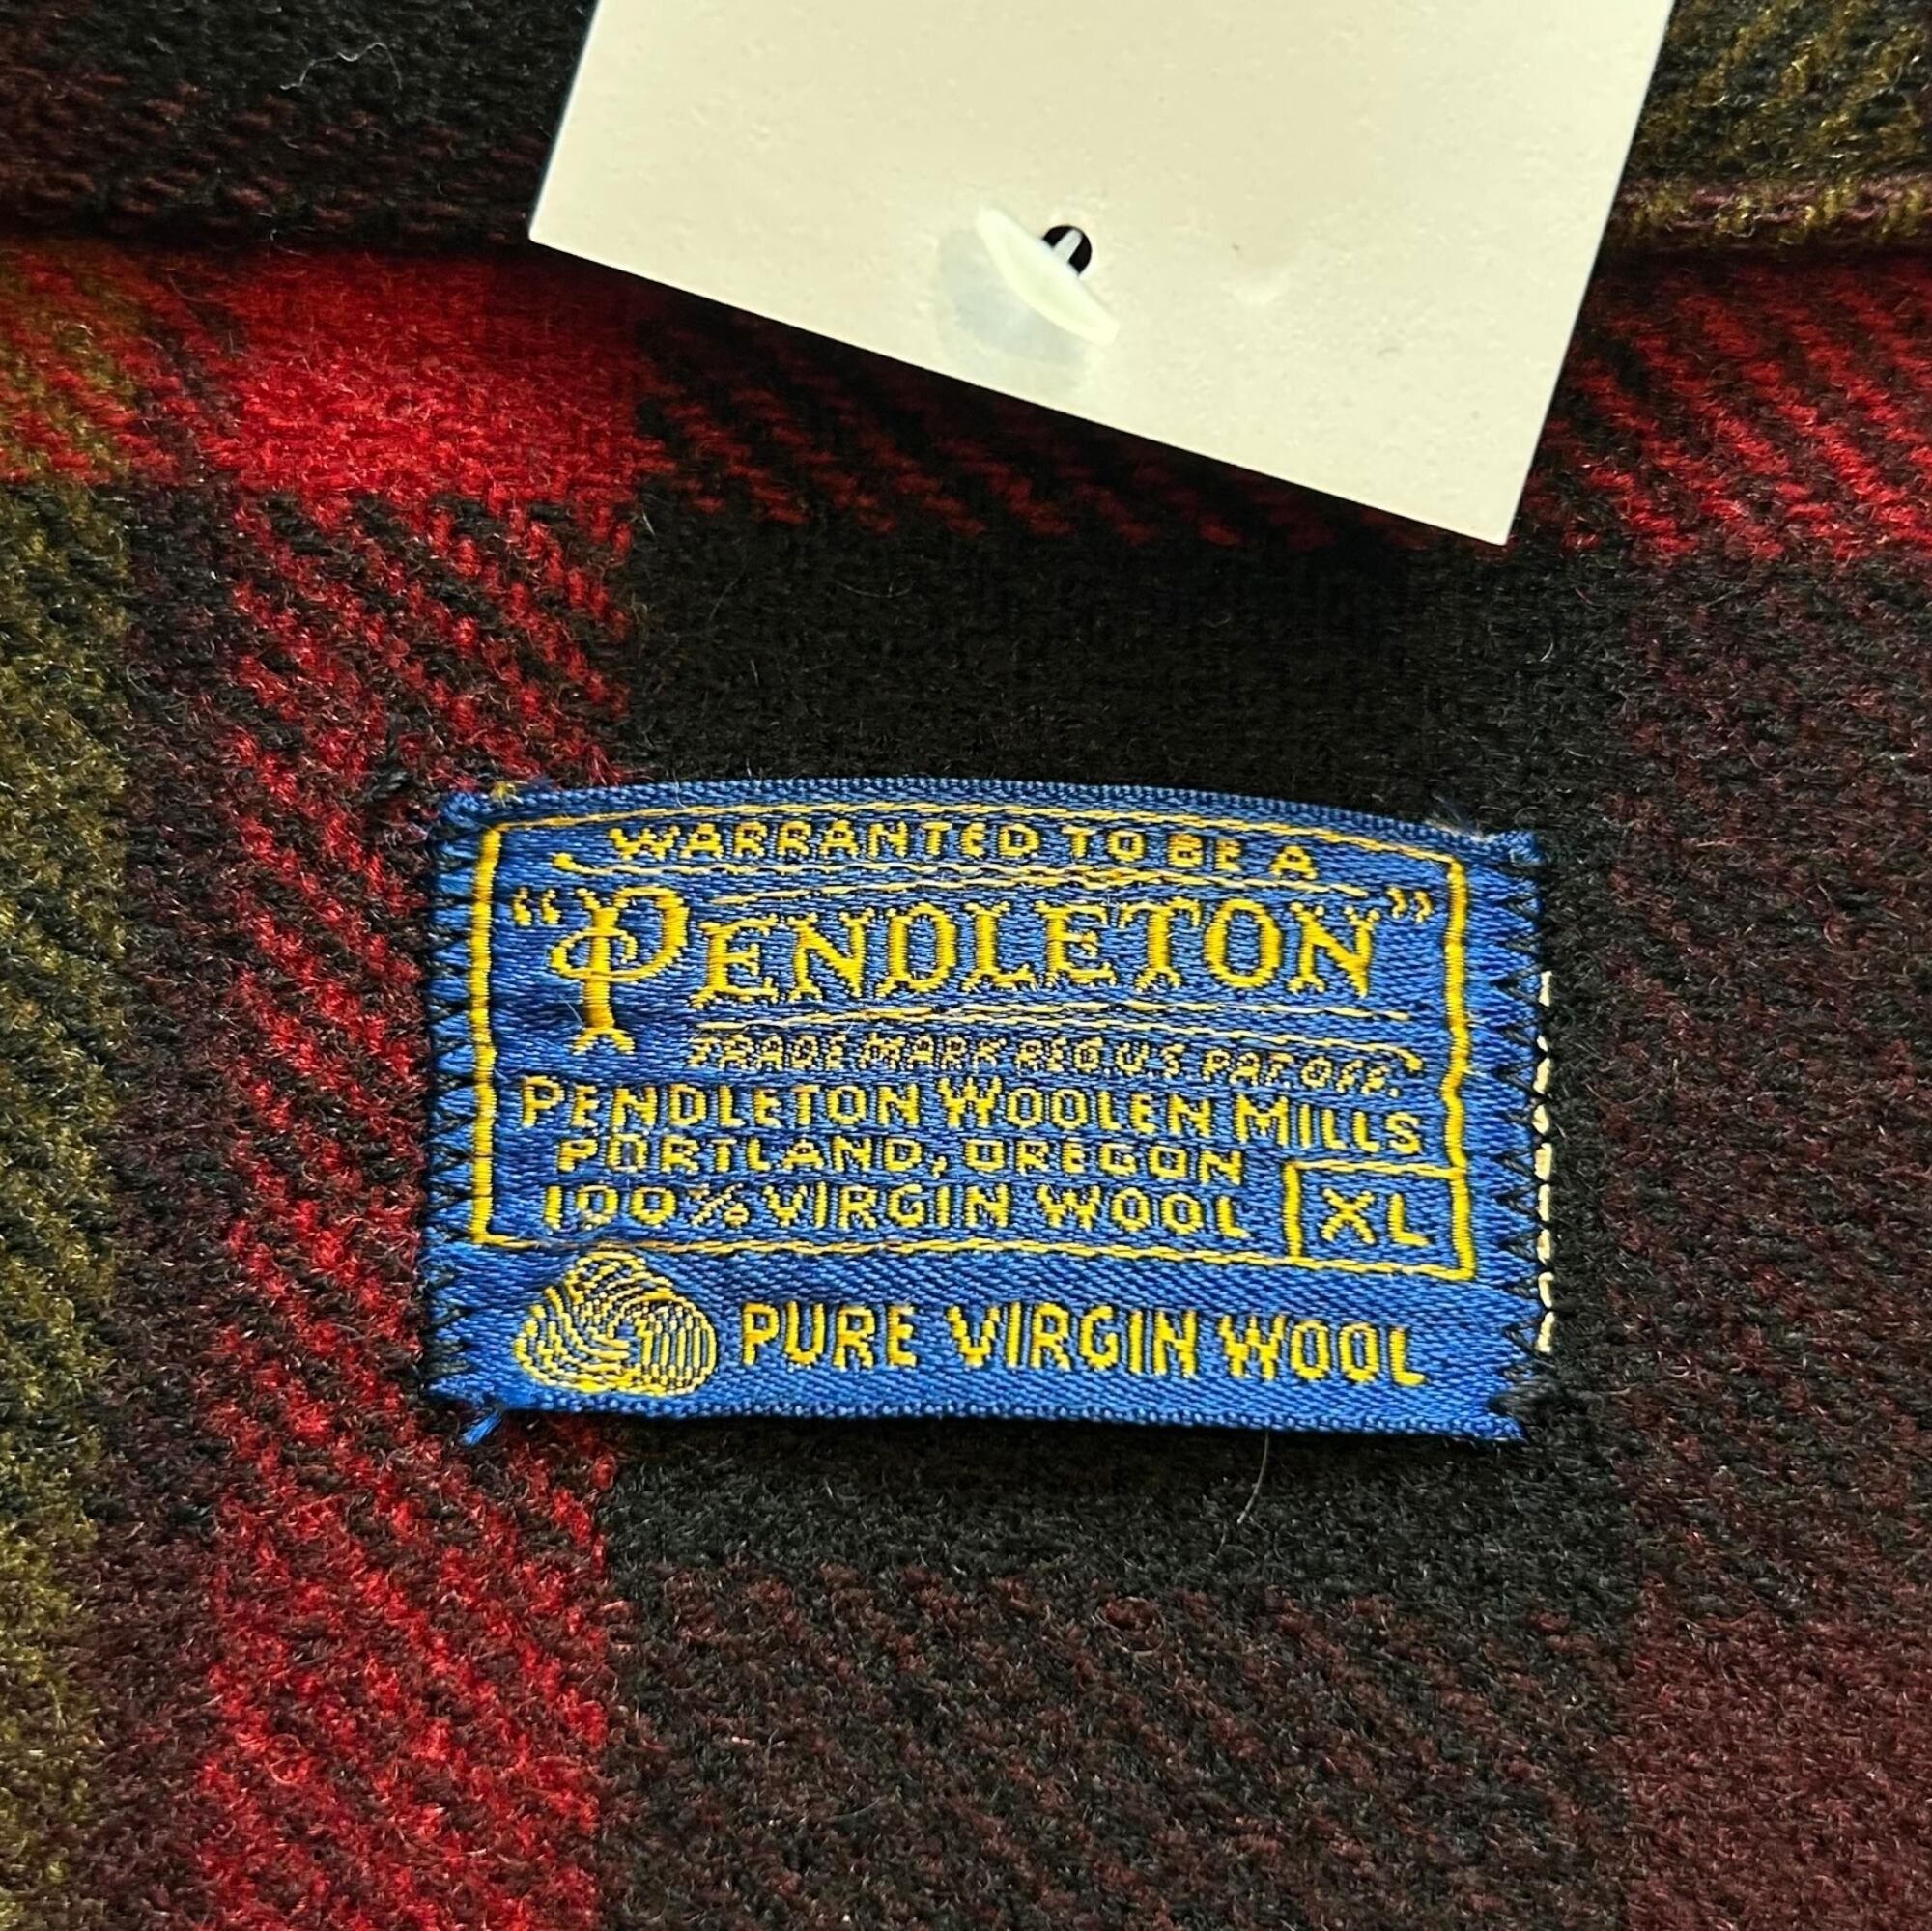 WARRANTED TO BE A
"PENDLETON"
TRADE MARK REG. U.S. PAT. OFF.
PENDLETON WOOLEN MILLS
PORTLAND, OREGON
100% VIRGIN WOOL XL
PURE VIRGIN WOOL